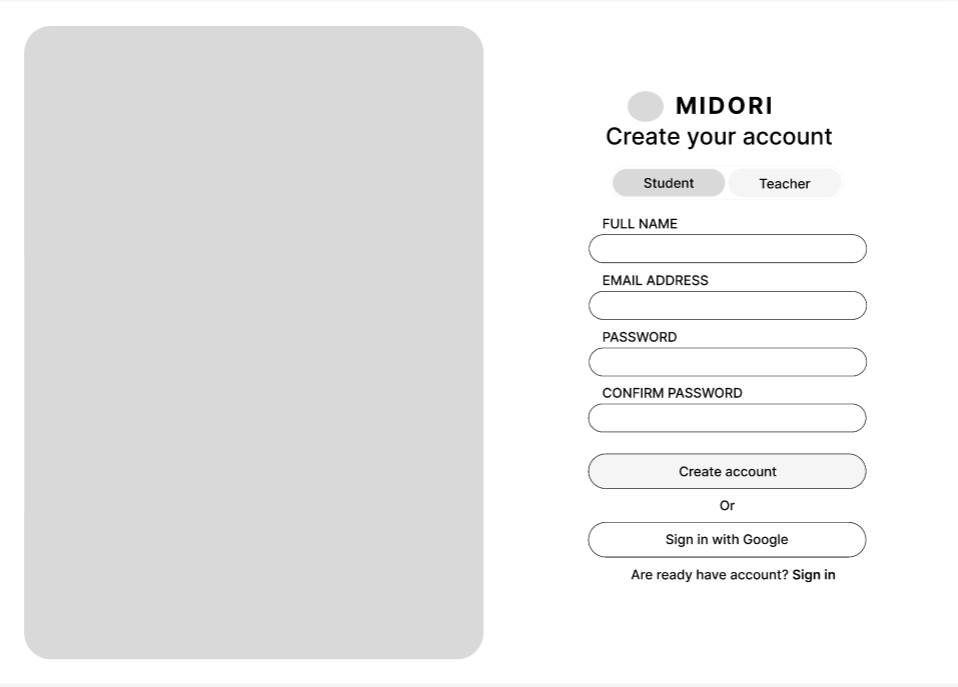 MIDORI
Create your account
Student Teacher
FULL NAME
EMAIL ADDRESS
PASSWORD
CONFIRM PASSWORD
Create account
Or
Sign in with Google
Are ready have account? Sign in